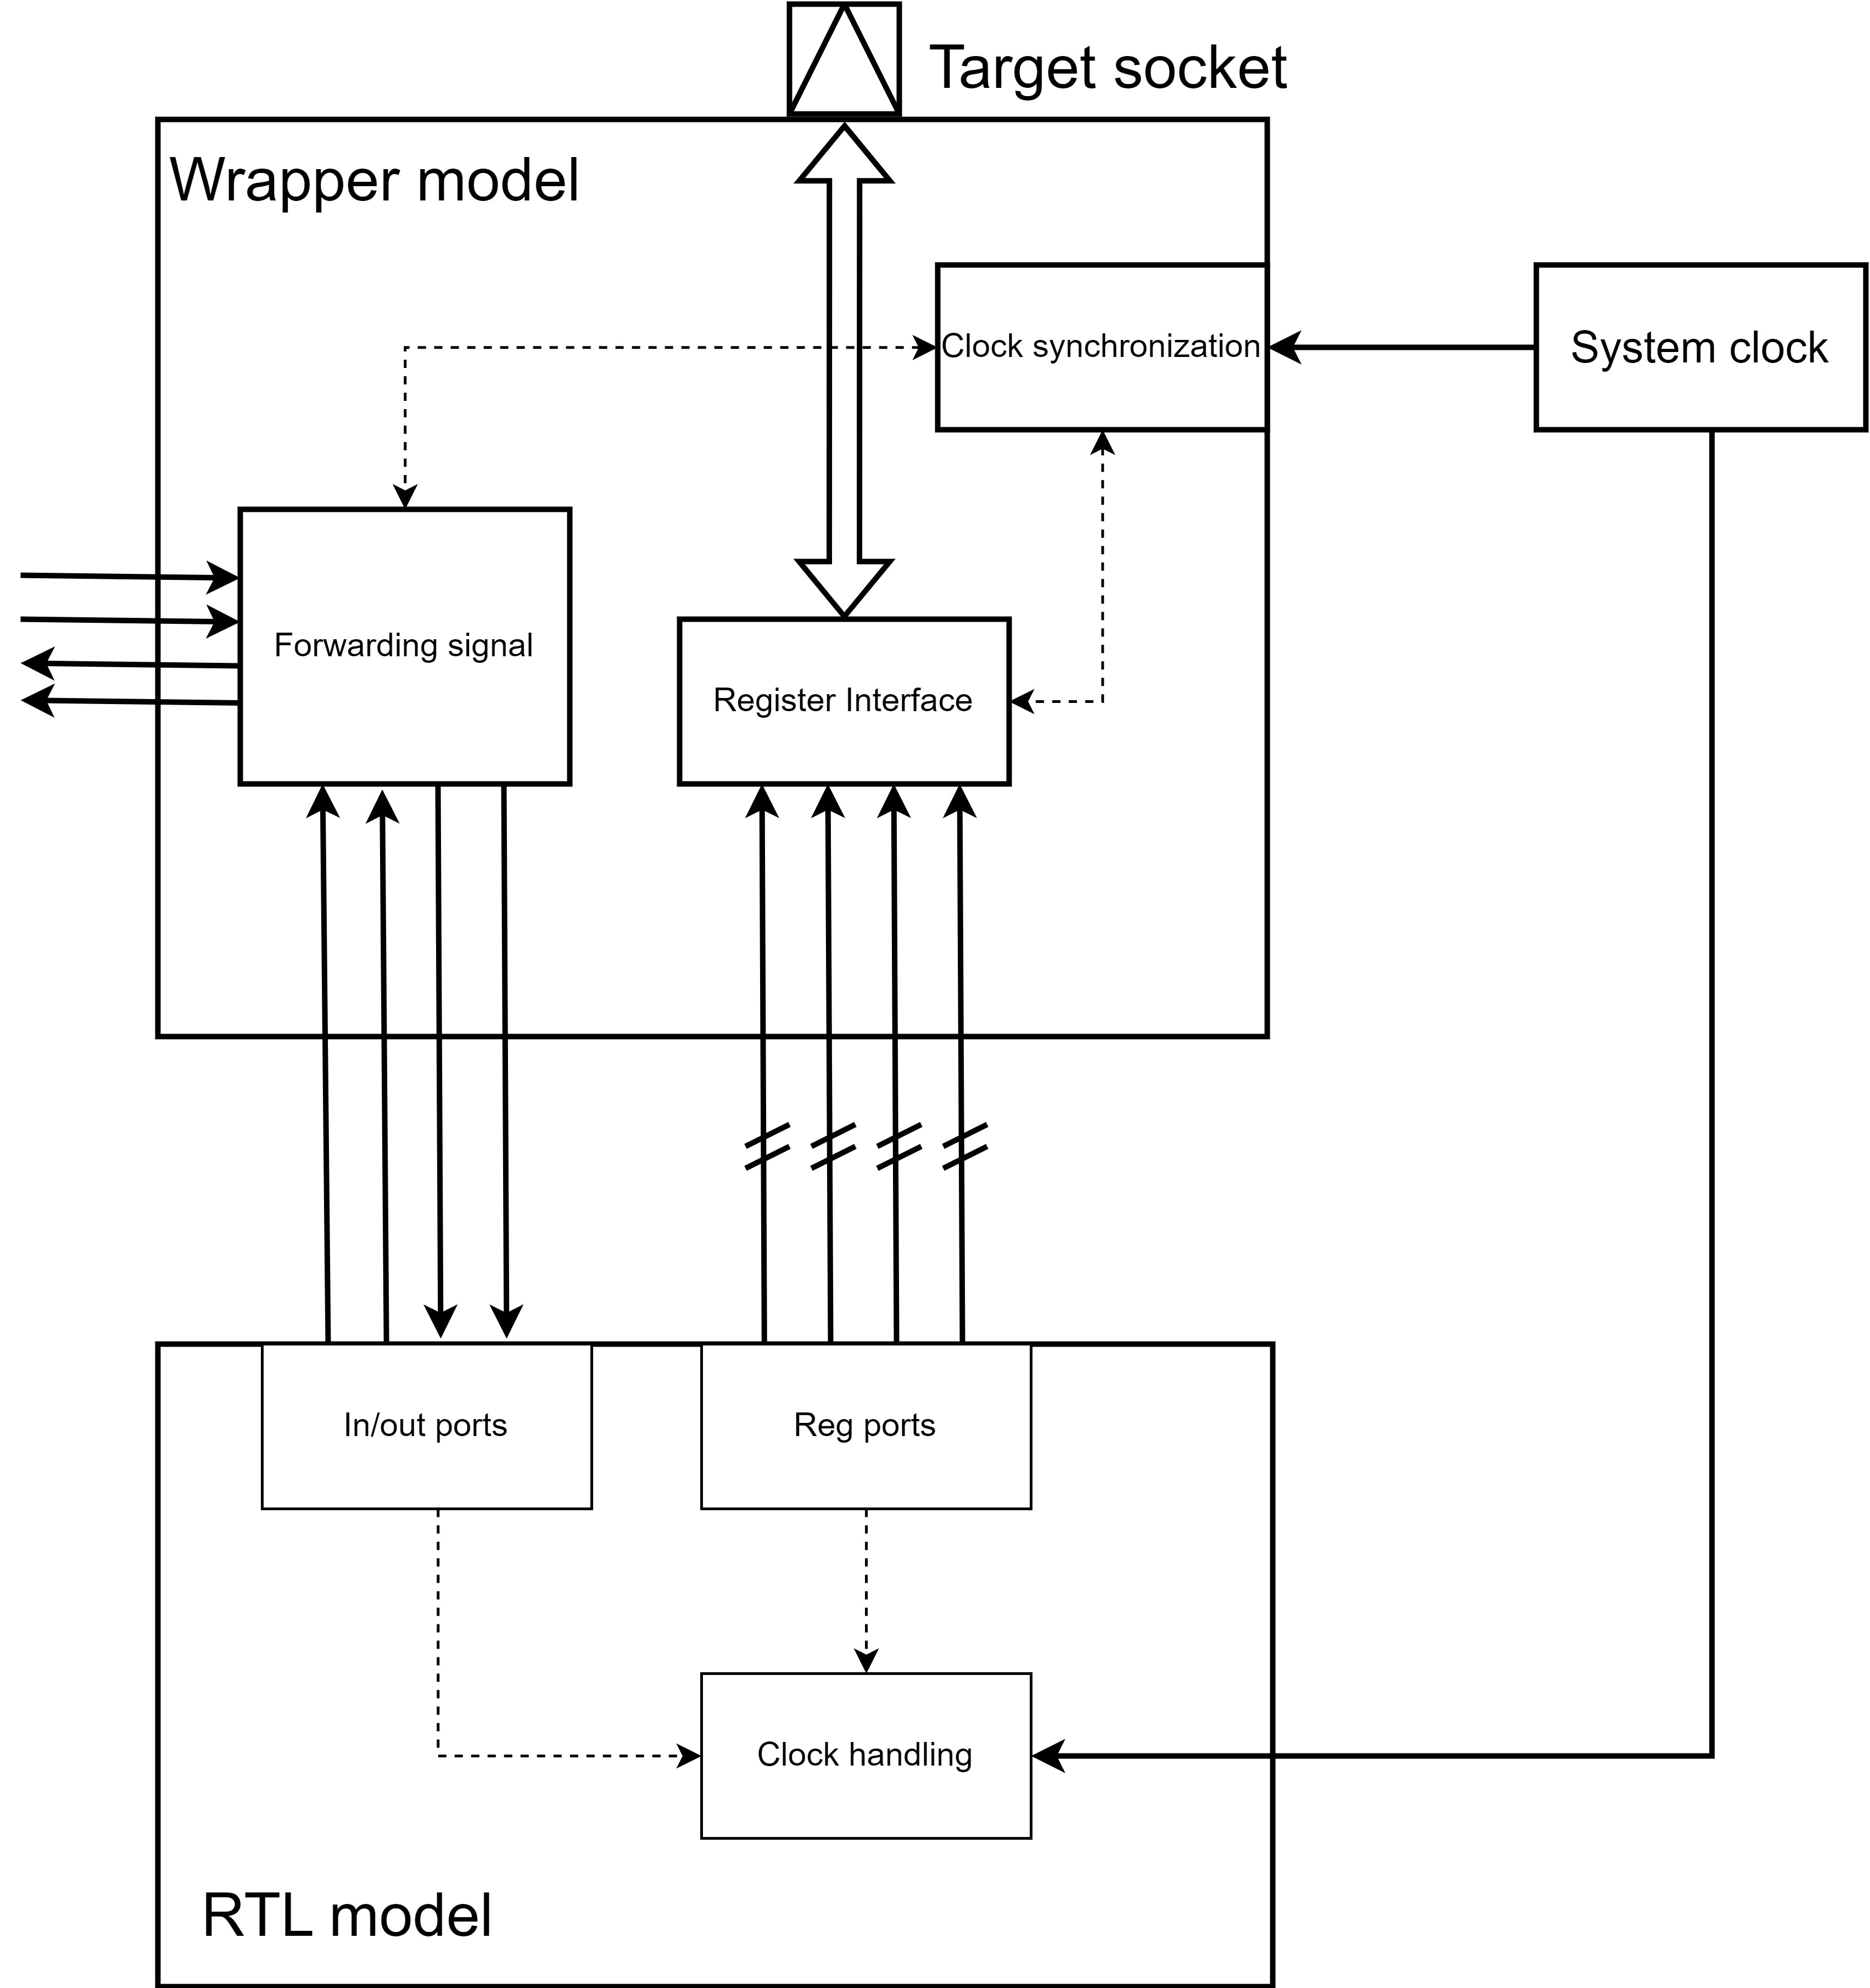 Target socket
Wrapper model
Clock synchronization
System clock
Forwarding signal
Register Interface
In/out ports
Reg ports
Clock handling
RTL model